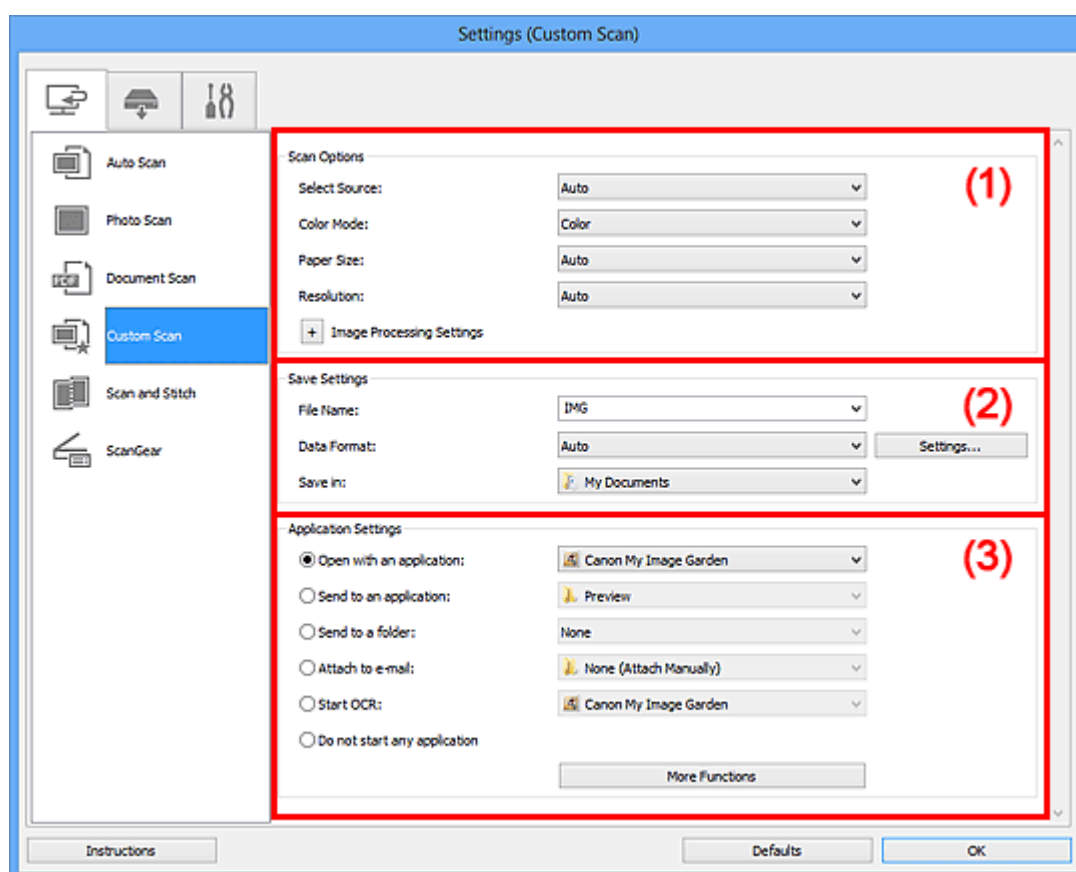 Settings (Custom Scan)
Auto Scan
Photo Scan
Document Scan
Custom Scan
Scan and Stitch
ScanGear
Scan Options
(1)
Select Source: Auto
Color Mode: Color
Paper Size: Auto
Resolution: Auto
+ Image Processing Settings
Save Settings
(2)
File Name: IMG
Data Format: Auto Settings...
Save in: My Documents
Application Settings
(3)
Open with an application: Canon My Image Garden
Send to an application: Preview
Send to a folder: None
Attach to e-mail: None (Attach Manually)
Start OCR: Canon My Image Garden
Do not start any application
More Functions
Instructions Defaults OK